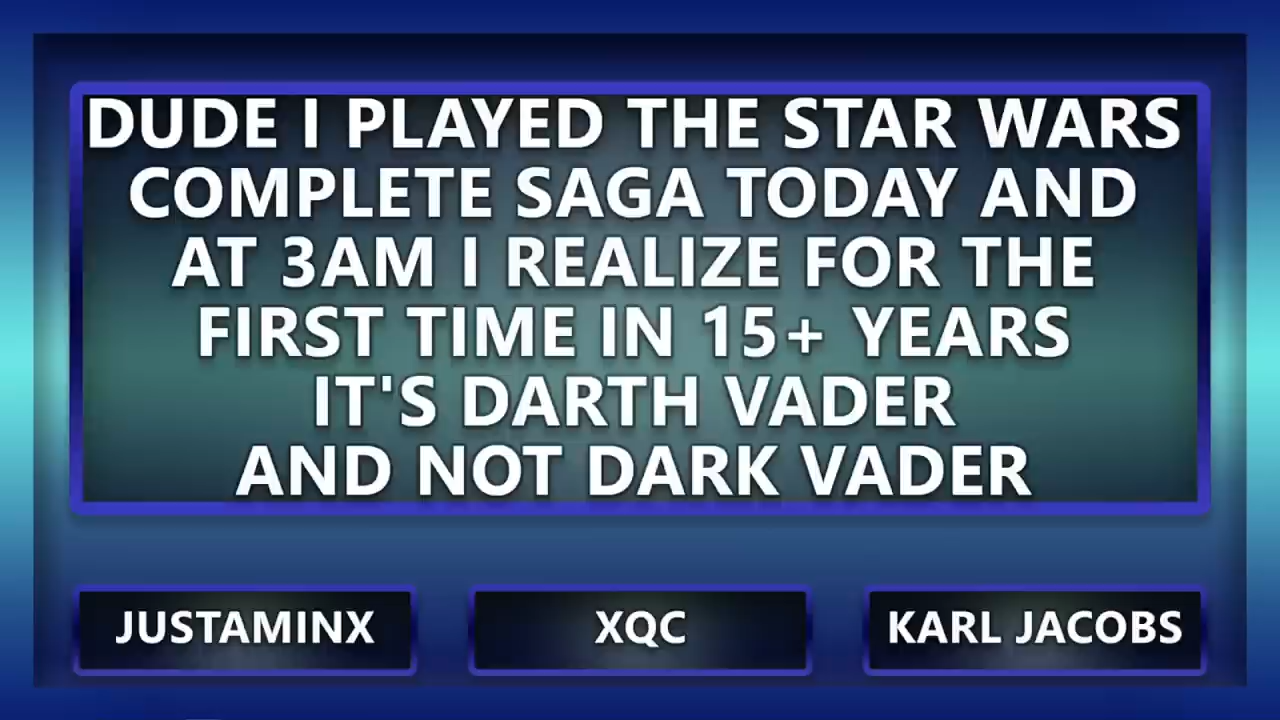 DUDE I PLAYED THE STAR WARS
COMPLETE SAGA TODAY AND
AT 3AM I REALIZE FOR THE
FIRST TIME IN 15+ YEARS
IT'S DARTH VADER
AND NOT DARK VADER
JUSTAMINX
XQC
KARL JACOBS